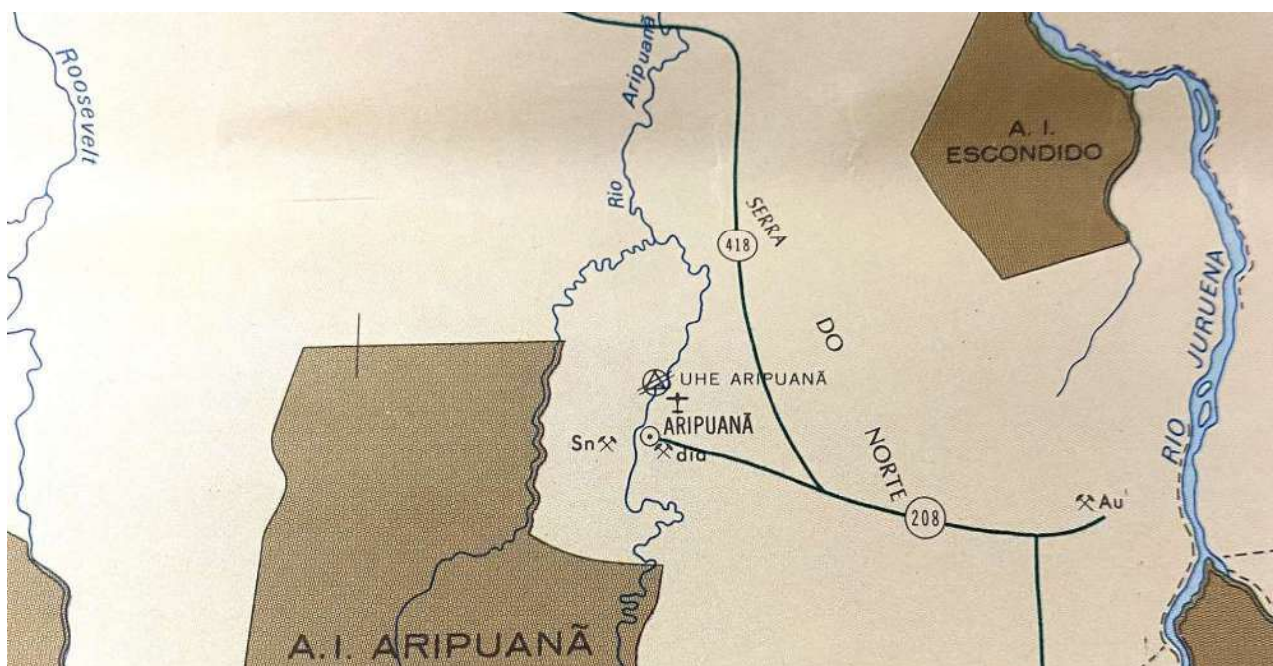 Roosevelt
Rio Aripuanã
A. I.
ESCONDIDO
418
SERRA DO NORTE
RIO JURUENA
UHE ARIPUANÃ
ARIPUANÃ
Sn
dia
Au
208
A.I. ARIPUANÃ